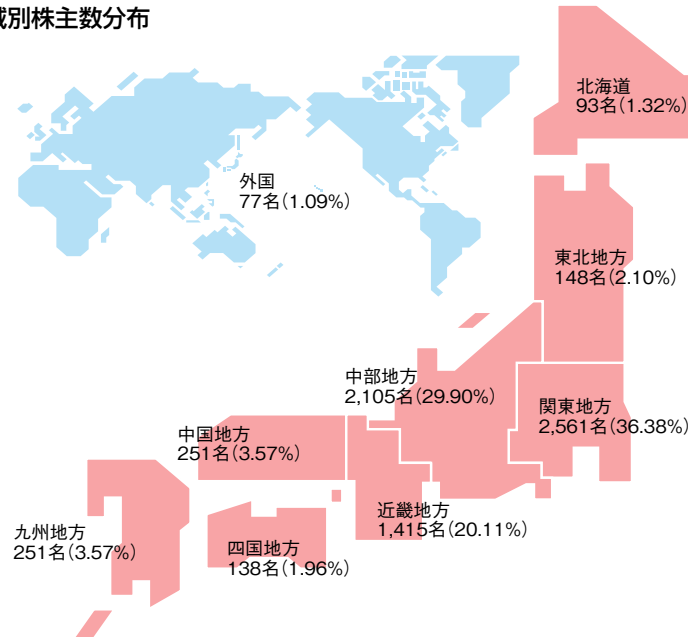 域別株主数分布
北海道
93名(1.32%)
外国
77名(1.09%)
東北地方
148名(2.10%)
中部地方
2,105名(29.90%)
関東地方
2,561名(36.38%)
中国地方
251名(3.57%)
近畿地方
1,415名(20.11%)
九州地方
251名(3.57%)
四国地方
138名(1.96%)